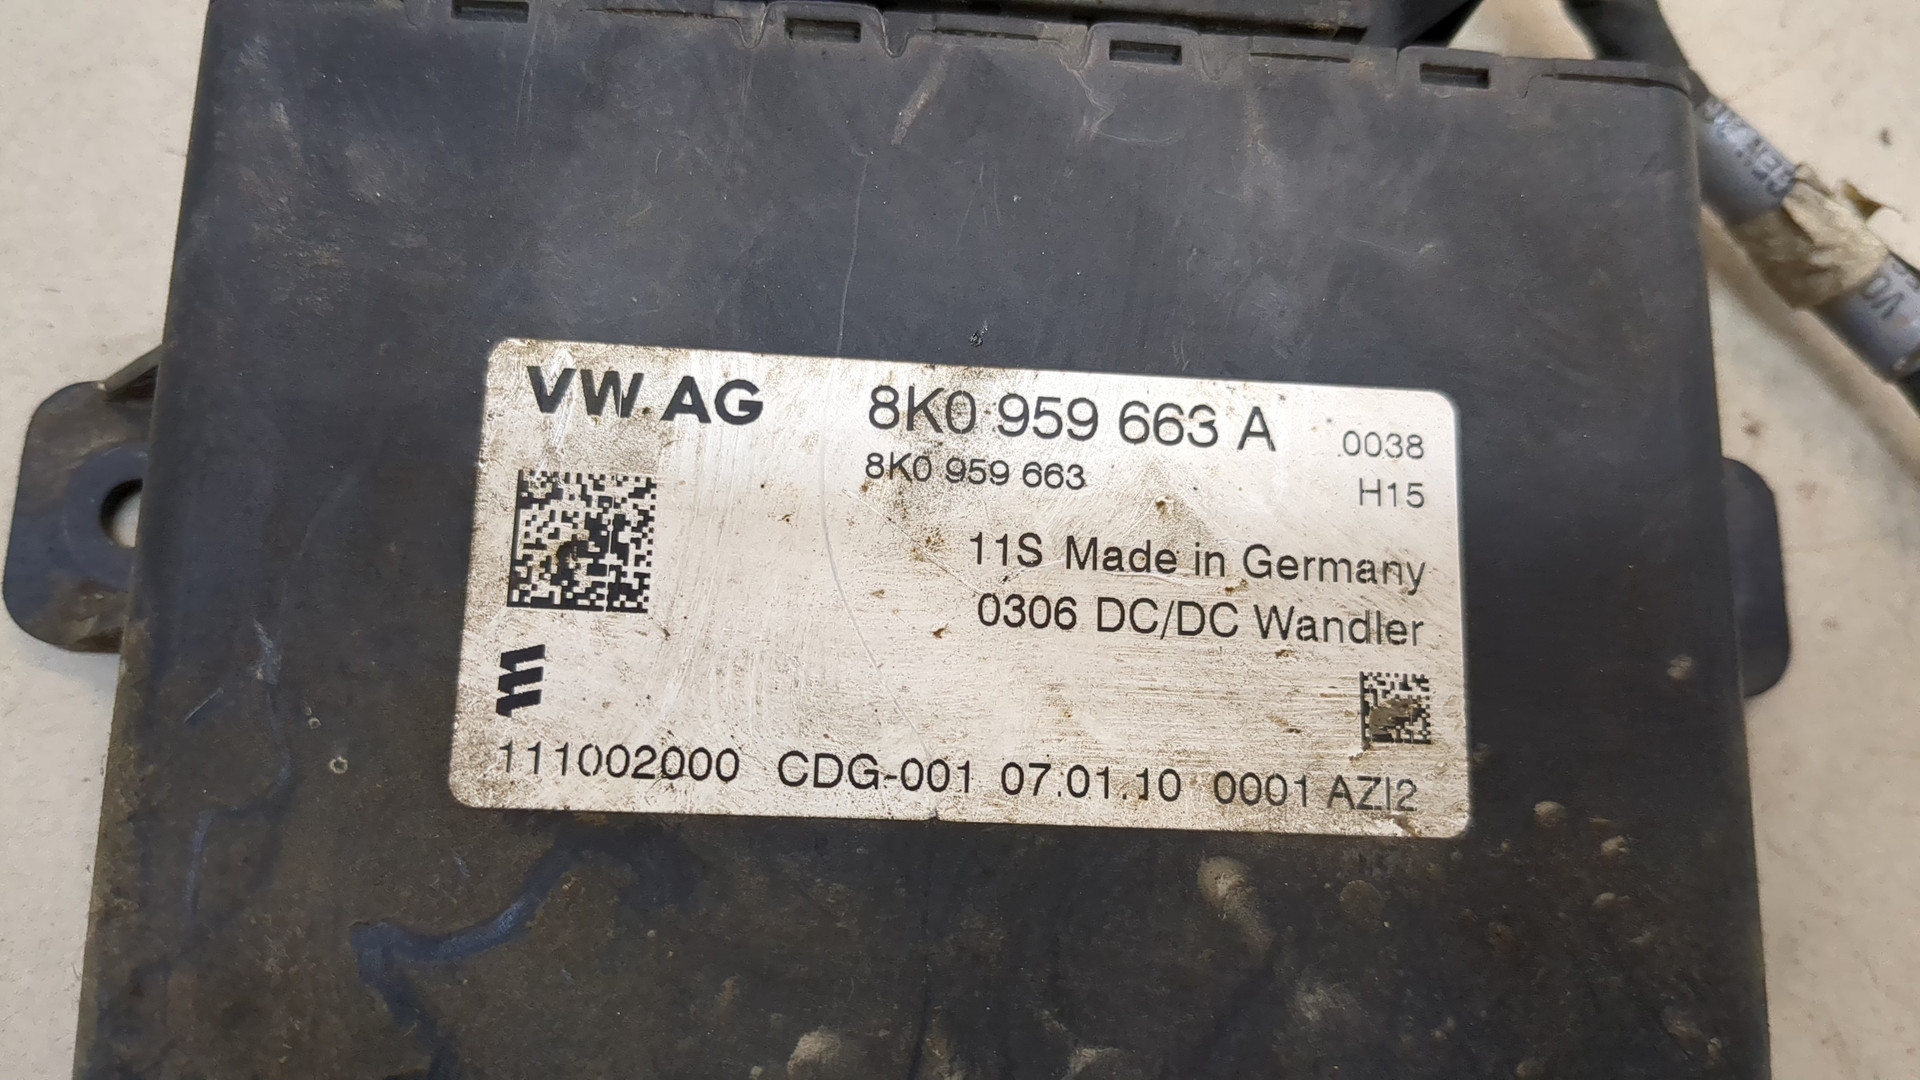 VW AG 8K0 959 663 A 0038
8K0 959 663 H15
11S Made in Germany
0306 DC/DC Wandler
111002000 CDG-001 07.01.10 0001 AZI2